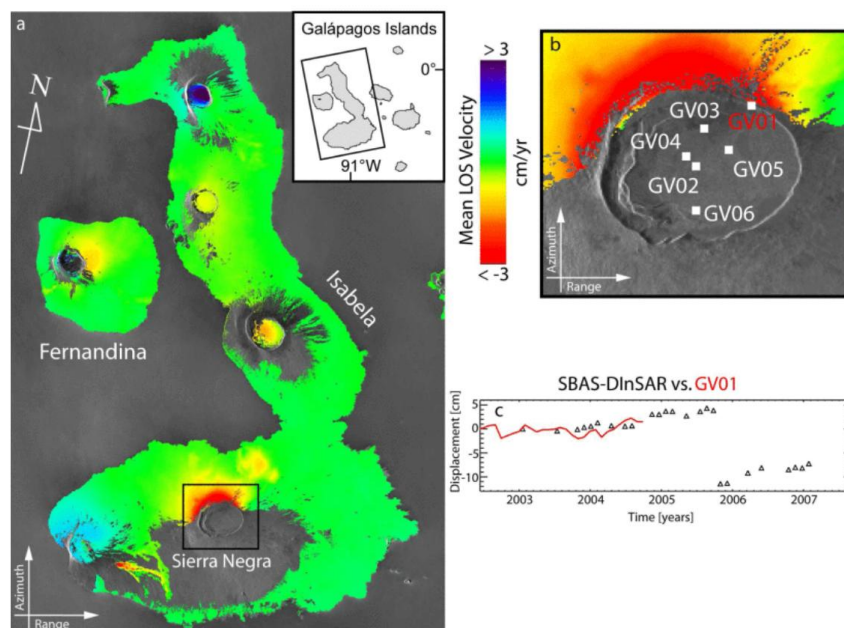 a
N
Galápagos Islands
0°
91°W
Isabela
Fernandina
Sierra Negra
Azimuth
Range
> 3
Mean LOS Velocity
cm/yr
< -3
b
GV03
GV01
GV04
GV05
GV02
GV06
Azimuth
Range
SBAS-DInSAR vs. GV01
c
Displacement [cm]
5
0
-5
-10
2003
2004
2005
2006
2007
Time [years]